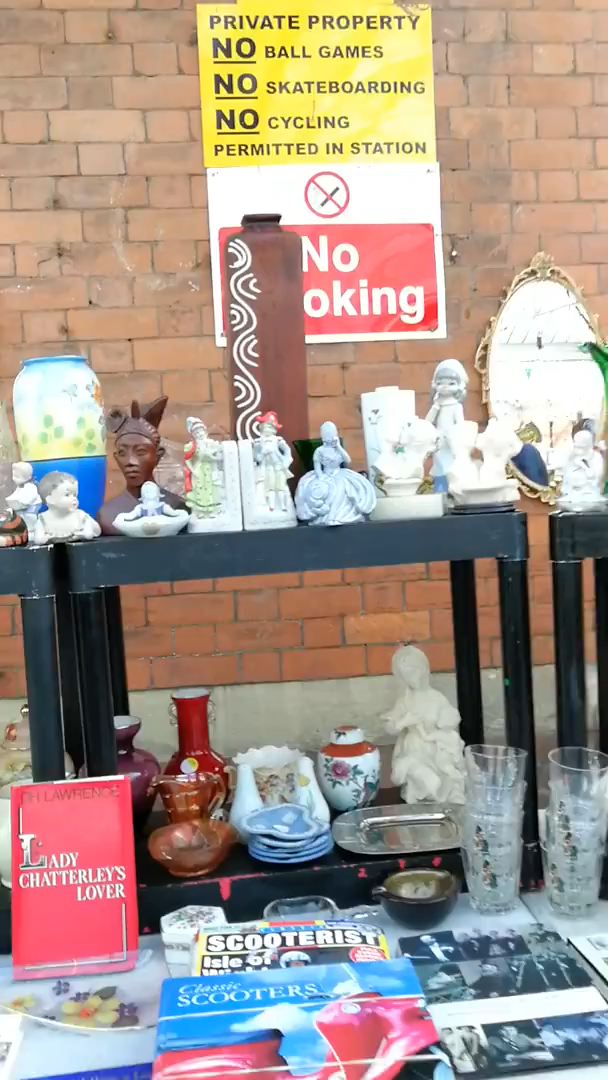 PRIVATE PROPERTY
NO BALL GAMES
NO SKATEBOARDING
NO CYCLING
PERMITTED IN STATION
No
oking
DH LAWRENCE
LADY
CHATTERLEY'S
LOVER
SCOOTERIST
Isle of
Classic
SCOOTERS